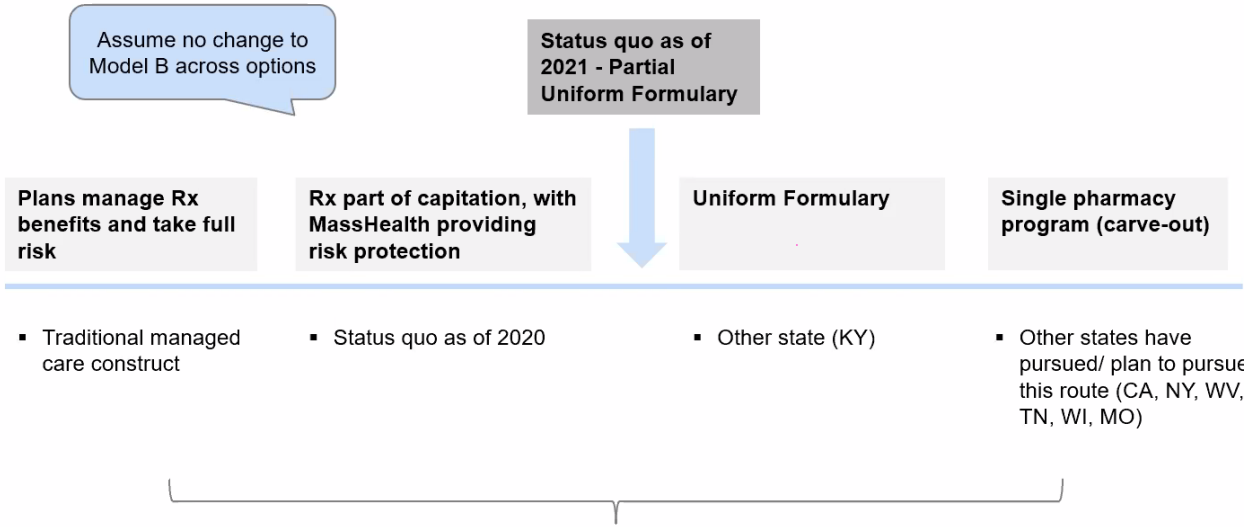 Assume no change to
Model B across options
Status quo as of
2021 - Partial
Uniform Formulary
Plans manage Rx
benefits and take full
risk
Rx part of capitation, with
MassHealth providing
risk protection
Uniform Formulary
Single pharmacy
program (carve-out)
▪ Traditional managed
care construct
▪ Status quo as of 2020
▪ Other state (KY)
▪ Other states have
pursued/ plan to pursue
this route (CA, NY, WV,
TN, WI, MO)